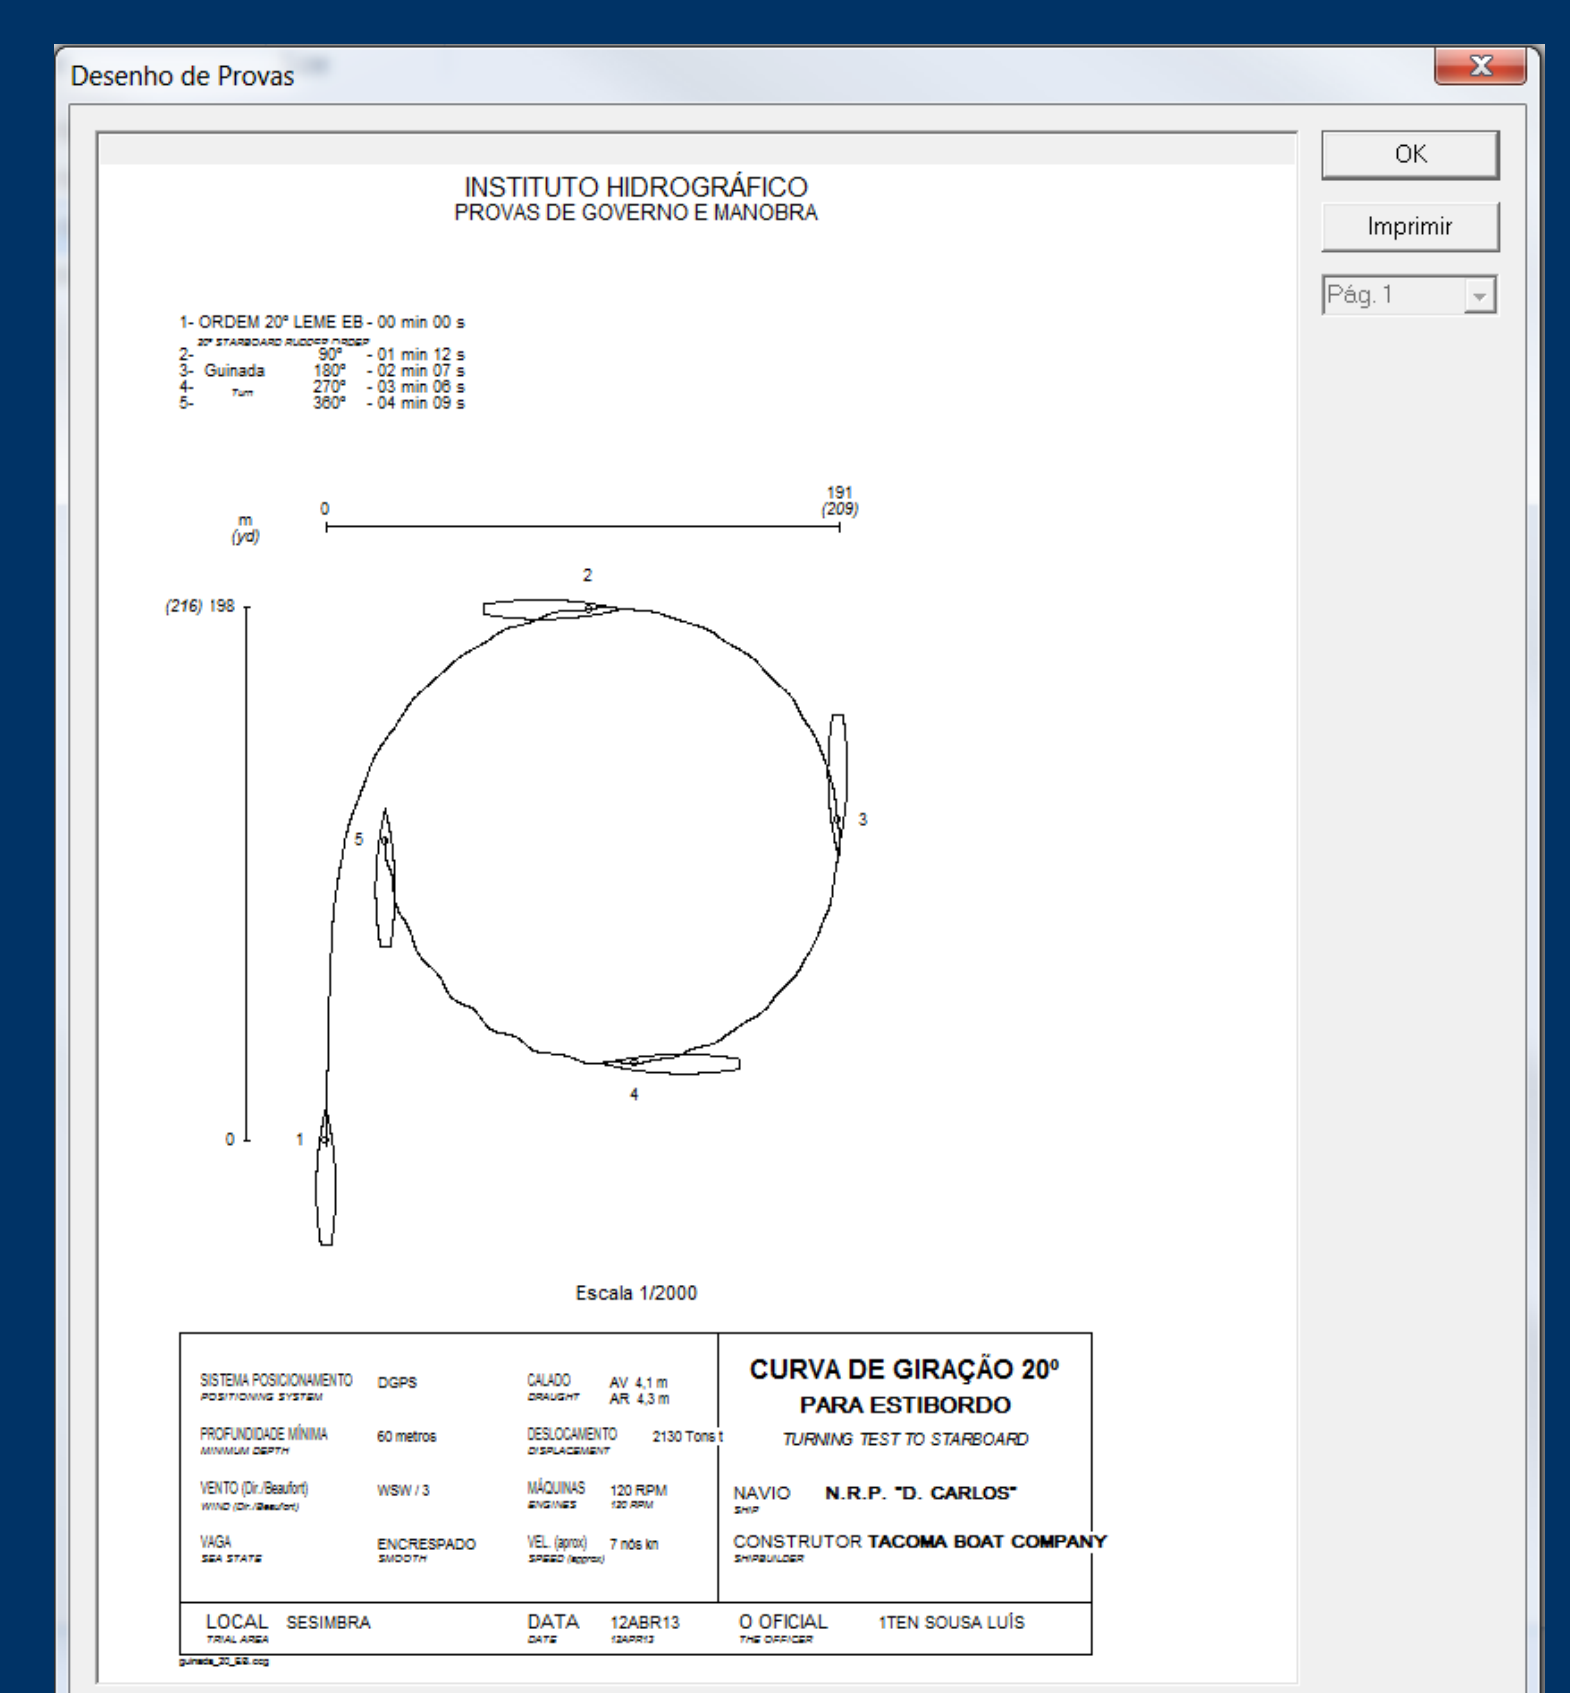 Desenho de Provas
OK
Imprimir
Pág. 1
INSTITUTO HIDROGRÁFICO
PROVAS DE GOVERNO E MANOBRA
1- ORDEM 20º LEME EB - 00 min 00 s
20º STARBOARD RUDDER ORDER
2- 90º - 01 min 12 s
3- Guinada 180º - 02 min 07 s
4- Turn 270º - 03 min 06 s
5- 360º - 04 min 09 s
m
(yd)
0
191
(209)
(216) 198
0
1
2
3
4
5
Escala 1/2000
SISTEMA POSICIONAMENTO DGPS
POSITIONING SYSTEM
CALADO AV 4,1 m
DRAUGHT AR 4,3 m
PROFUNDIDADE MÍNIMA 60 metros
MINIMUM DEPTH
DESLOCAMENTO 2130 Tons t
DISPLACEMENT
VENTO (Dir./Beaufort) WSW / 3
WIND (Dir./Beaufort)
MÁQUINAS 120 RPM
ENGINES 120 RPM
VAGA ENCRESPADO
SEA STATE SMOOTH
VEL. (aprox) 7 nós kn
SPEED (approx)
CURVA DE GIRAÇÃO 20º
PARA ESTIBORDO
TURNING TEST TO STARBOARD
NAVIO N.R.P. "D. CARLOS"
SHIP
CONSTRUTOR TACOMA BOAT COMPANY
SHIPBUILDER
LOCAL SESIMBRA
TRIAL AREA
DATA 12ABR13
DATE 12APR13
O OFICIAL 1TEN SOUSA LUÍS
THE OFFICER
guinada_20_EB.ccg